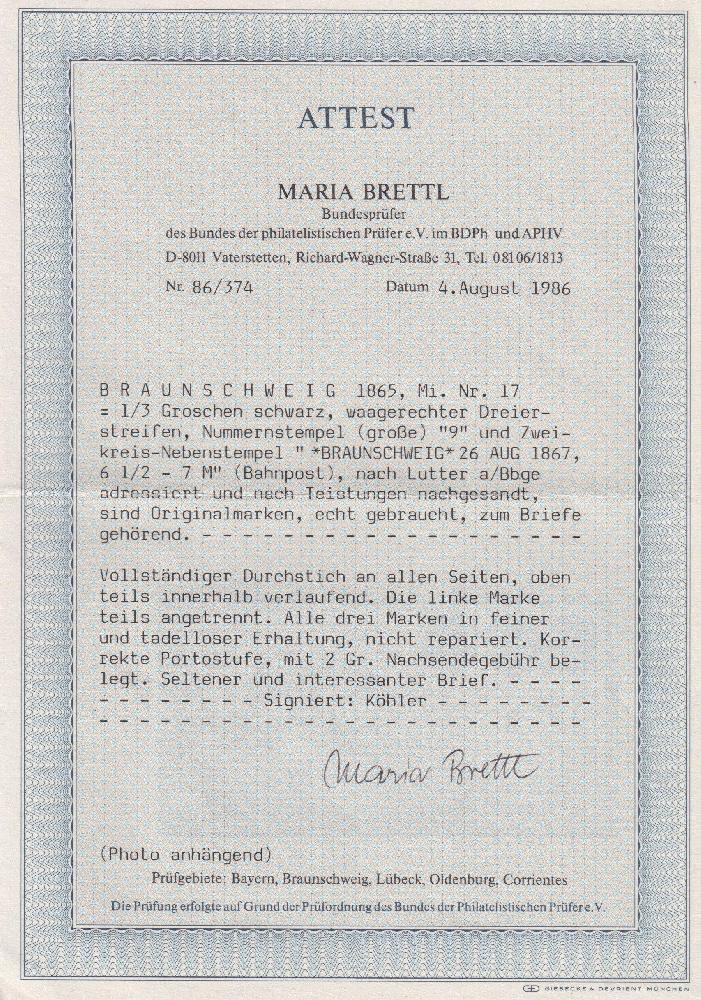 ATTEST
MARIA BRETTL
Bundesprüfer
des Bundes der philatelistischen Prüfer e.V. im BDPh und APHV
D-8011 Vaterstetten, Richard-Wagner-Straße 31, Tel. 08106/1813
Nr. 86/374 Datum 4.August 1986
B R A U N S C H W E I G 1865, Mi. Nr. 17
= 1/3 Groschen schwarz, waagerechter Dreier-
streifen, Nummernstempel (große) "9" und Zwei-
kreis-Nebenstempel " *BRAUNSCHWEIG* 26 AUG 1867,
6 1/2 - 7 M" (Bahnpost), nach Lutter a/Bbge
adressiert und nach Teistungen nachgesandt,
sind Originalmarken, echt gebraucht, zum Briefe
gehörend. - - - - - - - - - - - - - - - - - - -
Vollständiger Durchstich an allen Seiten, oben
teils innerhalb verlaufend. Die linke Marke
teils angetrennt. Alle drei Marken in feiner
und tadelloser Erhaltung, nicht repariert. Kor-
rekte Portostufe, mit 2 Gr. Nachsendegebühr be-
legt. Seltener und interessanter Brief. - - - -
- - - - - - - - Signiert: Köhler - - - - - - - -
- - - - - - - - - - - - - - - - - - - - - - - -
Maria Brettl
(Photo anhängend)
Prüfgebiete: Bayern, Braunschweig, Lübeck, Oldenburg, Corrientes
Die Prüfung erfolgte auf Grund der Prüfordnung des Bundes der Philatelistischen Prüfer e.V.
GIESECKE & DEVRIENT MÜNCHEN